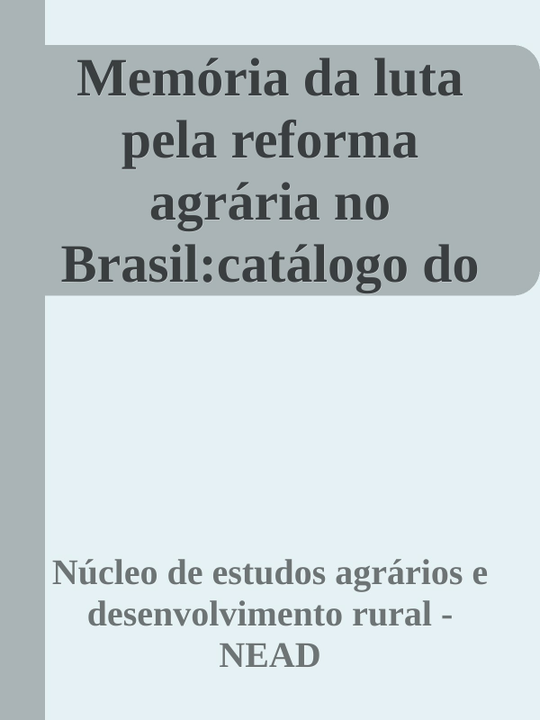 Memória da luta
pela reforma
agrária no
Brasil:catálogo do
Núcleo de estudos agrários e
desenvolvimento rural -
NEAD